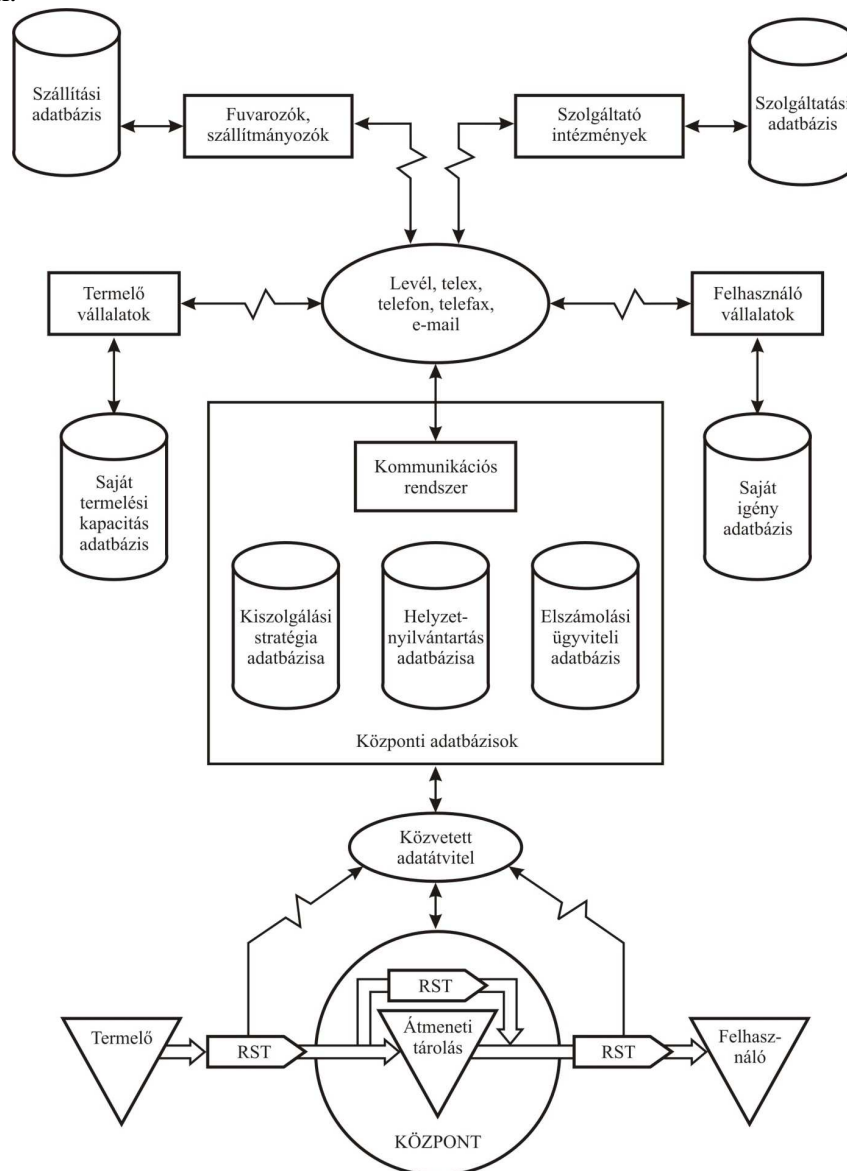 Szállítási
adatbázis
Fuvarozók,
szállítmányozók
Szolgáltató
intézmények
Szolgáltatási
adatbázis
Termelő
vállalatok
Levél, telex,
telefon, telefax,
e-mail
Felhasználó
vállalatok
Saját
termelési
kapacitás
adatbázis
Kommunikációs
rendszer
Saját
igény
adatbázis
Kiszolgálási
stratégia
adatbázisa
Helyzet-
nyilvántartás
adatbázisa
Elszámolási
ügyviteli
adatbázis
Központi adatbázisok
Közvetett
adatátvitel
RST
Termelő
RST
Átmeneti
tárolás
RST
Felhasz-
náló
KÖZPONT